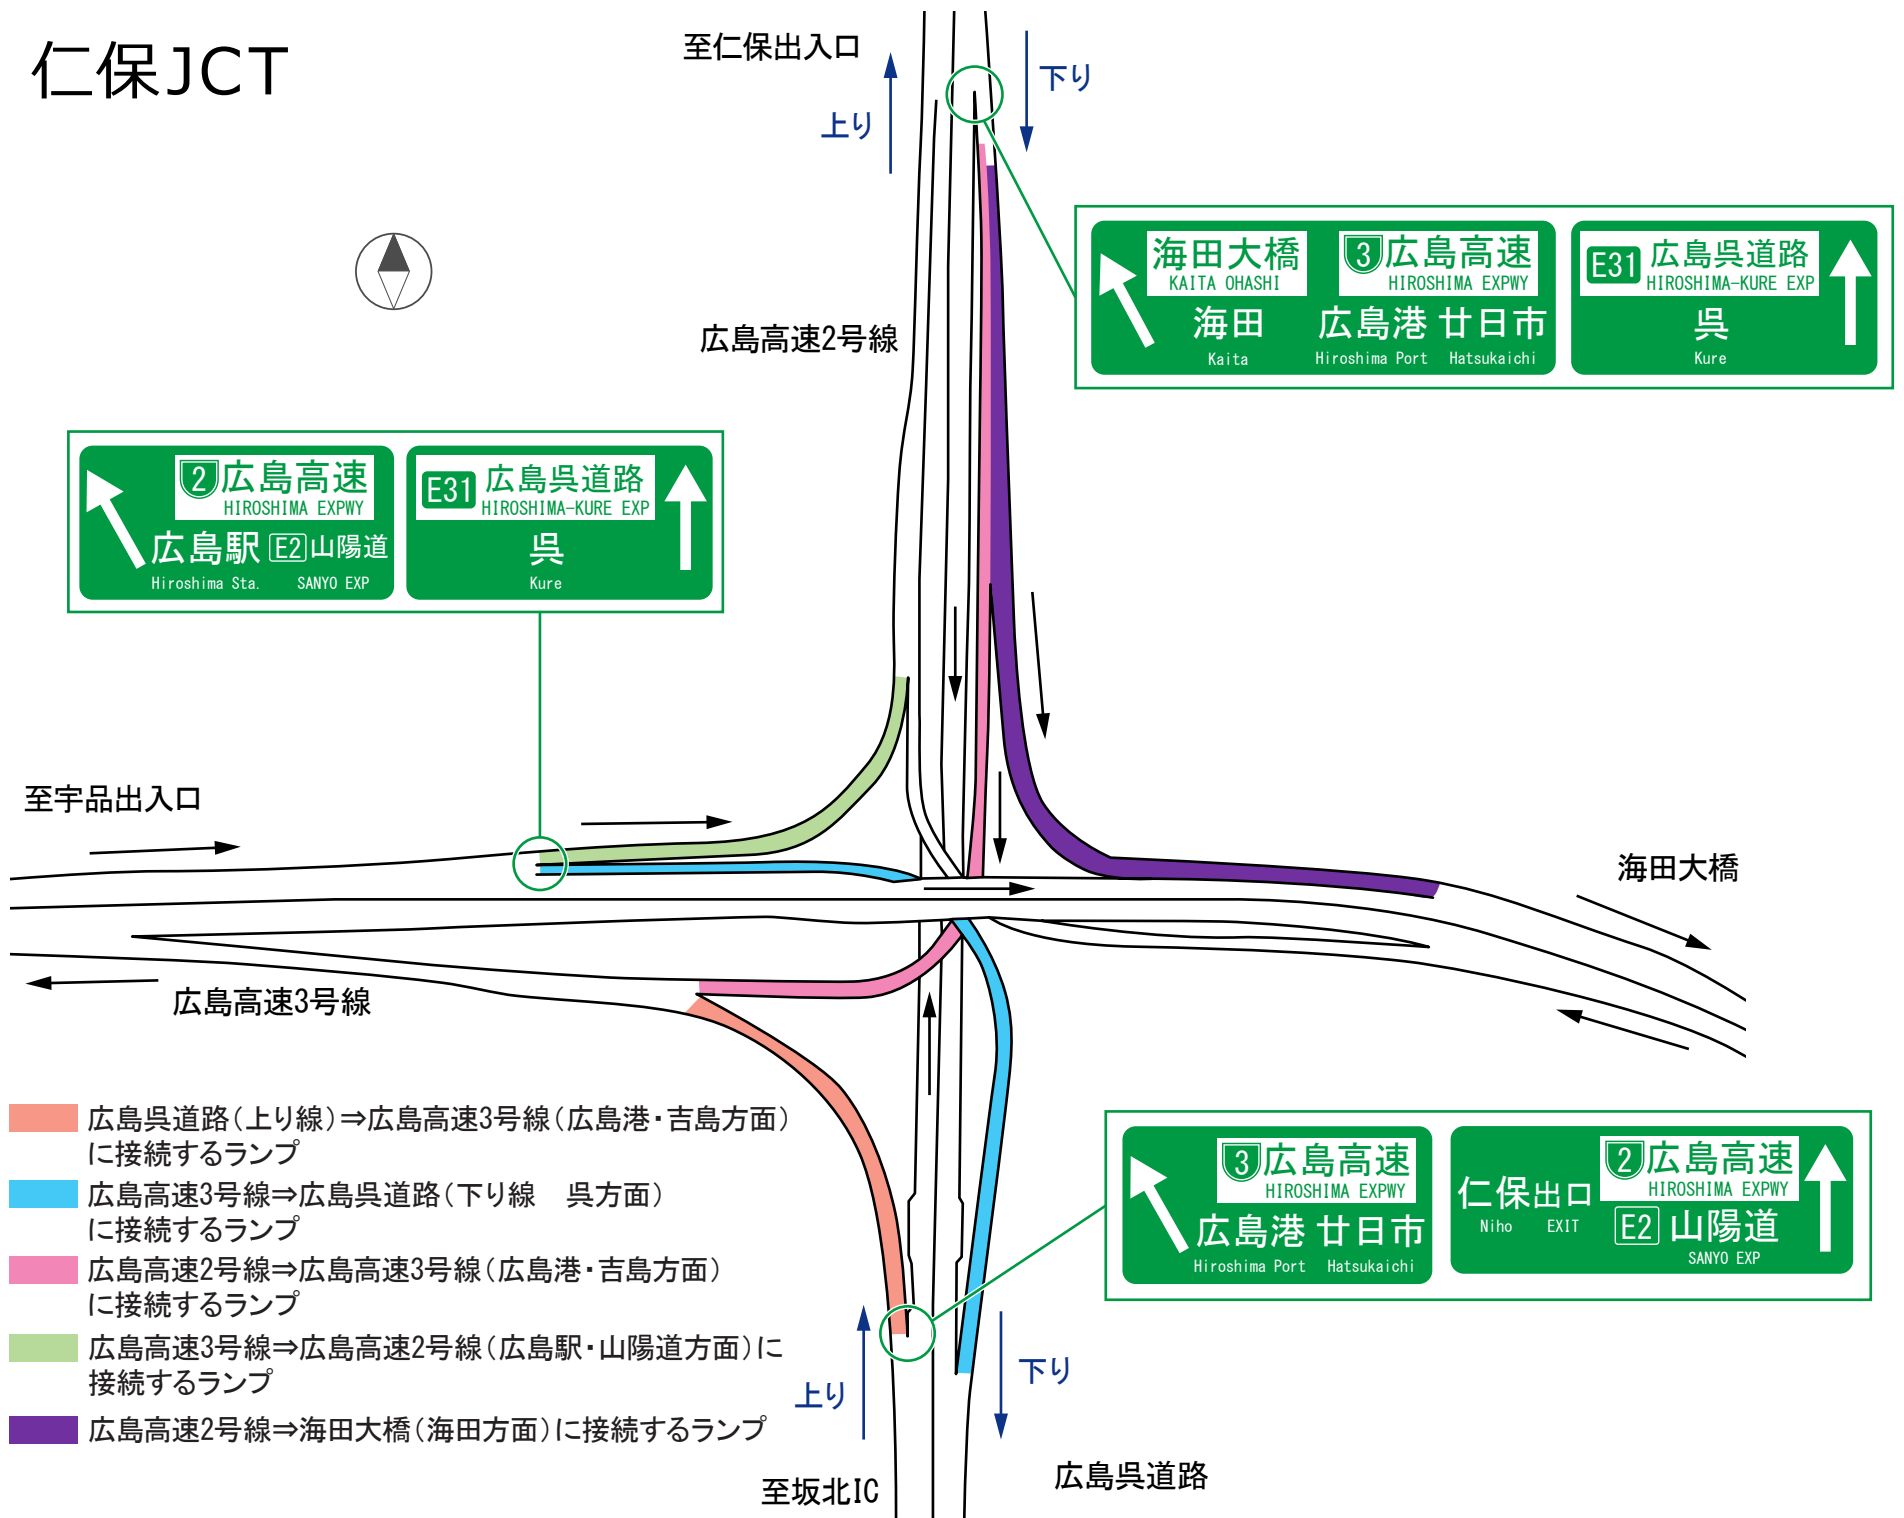 仁保JCT
至仁保出入口
上り
下り
海田大橋
KAITA OHASHI
海田
Kaita
3 広島高速
HIROSHIMA EXPWY
広島港 廿日市
Hiroshima Port Hatsukaichi
E31 広島呉道路
HIROSHIMA-KURE EXP
呉
Kure
広島高速2号線
2 広島高速
HIROSHIMA EXPWY
広島駅 E2 山陽道
Hiroshima Sta. SANYO EXP
E31 広島呉道路
HIROSHIMA-KURE EXP
呉
Kure
至宇品出入口
海田大橋
広島高速3号線
広島呉道路(上り線)⇒広島高速3号線(広島港・吉島方面)
に接続するランプ
広島高速3号線⇒広島呉道路(下り線 呉方面)
に接続するランプ
広島高速2号線⇒広島高速3号線(広島港・吉島方面)
に接続するランプ
広島高速3号線⇒広島高速2号線(広島駅・山陽道方面)に
接続するランプ
広島高速2号線⇒海田大橋(海田方面)に接続するランプ
3 広島高速
HIROSHIMA EXPWY
広島港 廿日市
Hiroshima Port Hatsukaichi
仁保出口
Niho EXIT
2 広島高速
HIROSHIMA EXPWY
E2 山陽道
SANYO EXP
上り
下り
至坂北IC
広島呉道路